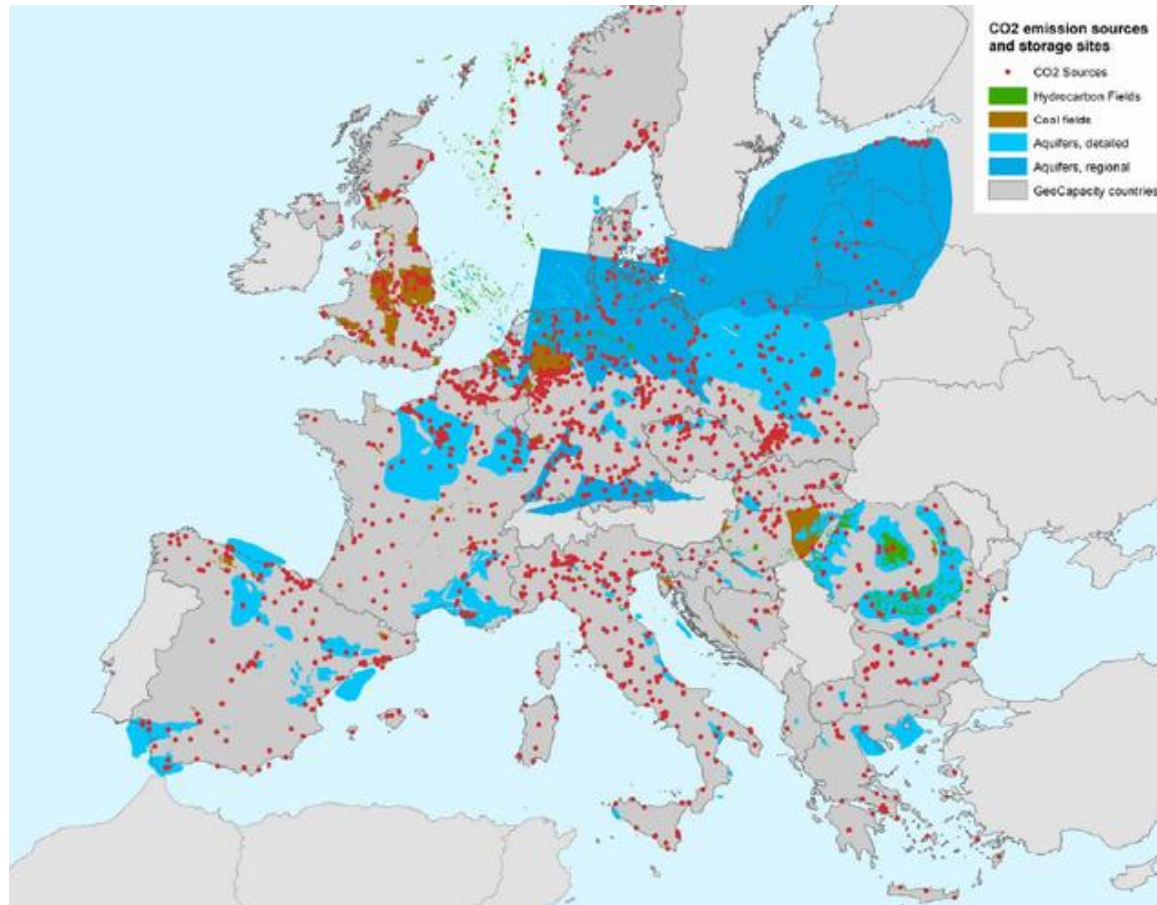 CO2 emission sources
and storage sites
CO2 Sources
Hydrocarbon Fields
Coal fields
Aquifers, detailed
Aquifers, regional
GeoCapacity countries